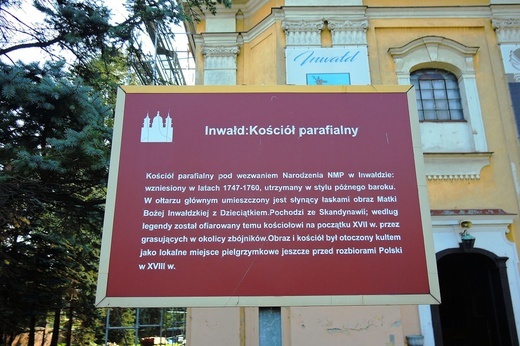 Inwałd
Inwałd:Kościół parafialny
Kościół parafialny pod wezwaniem Narodzenia NMP w Inwałdzie:
wzniesiony w latach 1747-1760, utrzymany w stylu późnego baroku.
W ołtarzu głównym umieszczony jest słynący łaskami obraz Matki
Bożej Inwałdzkiej z Dzieciątkiem.Pochodzi ze Skandynawii; według
legendy został ofiarowany temu kościołowi na początku XVII w. przez
grasujących w okolicy zbójników.Obraz i kościół był otoczony kultem
jako lokalne miejsce pielgrzymkowe jeszcze przed rozbiorami Polski
w XVIII w.